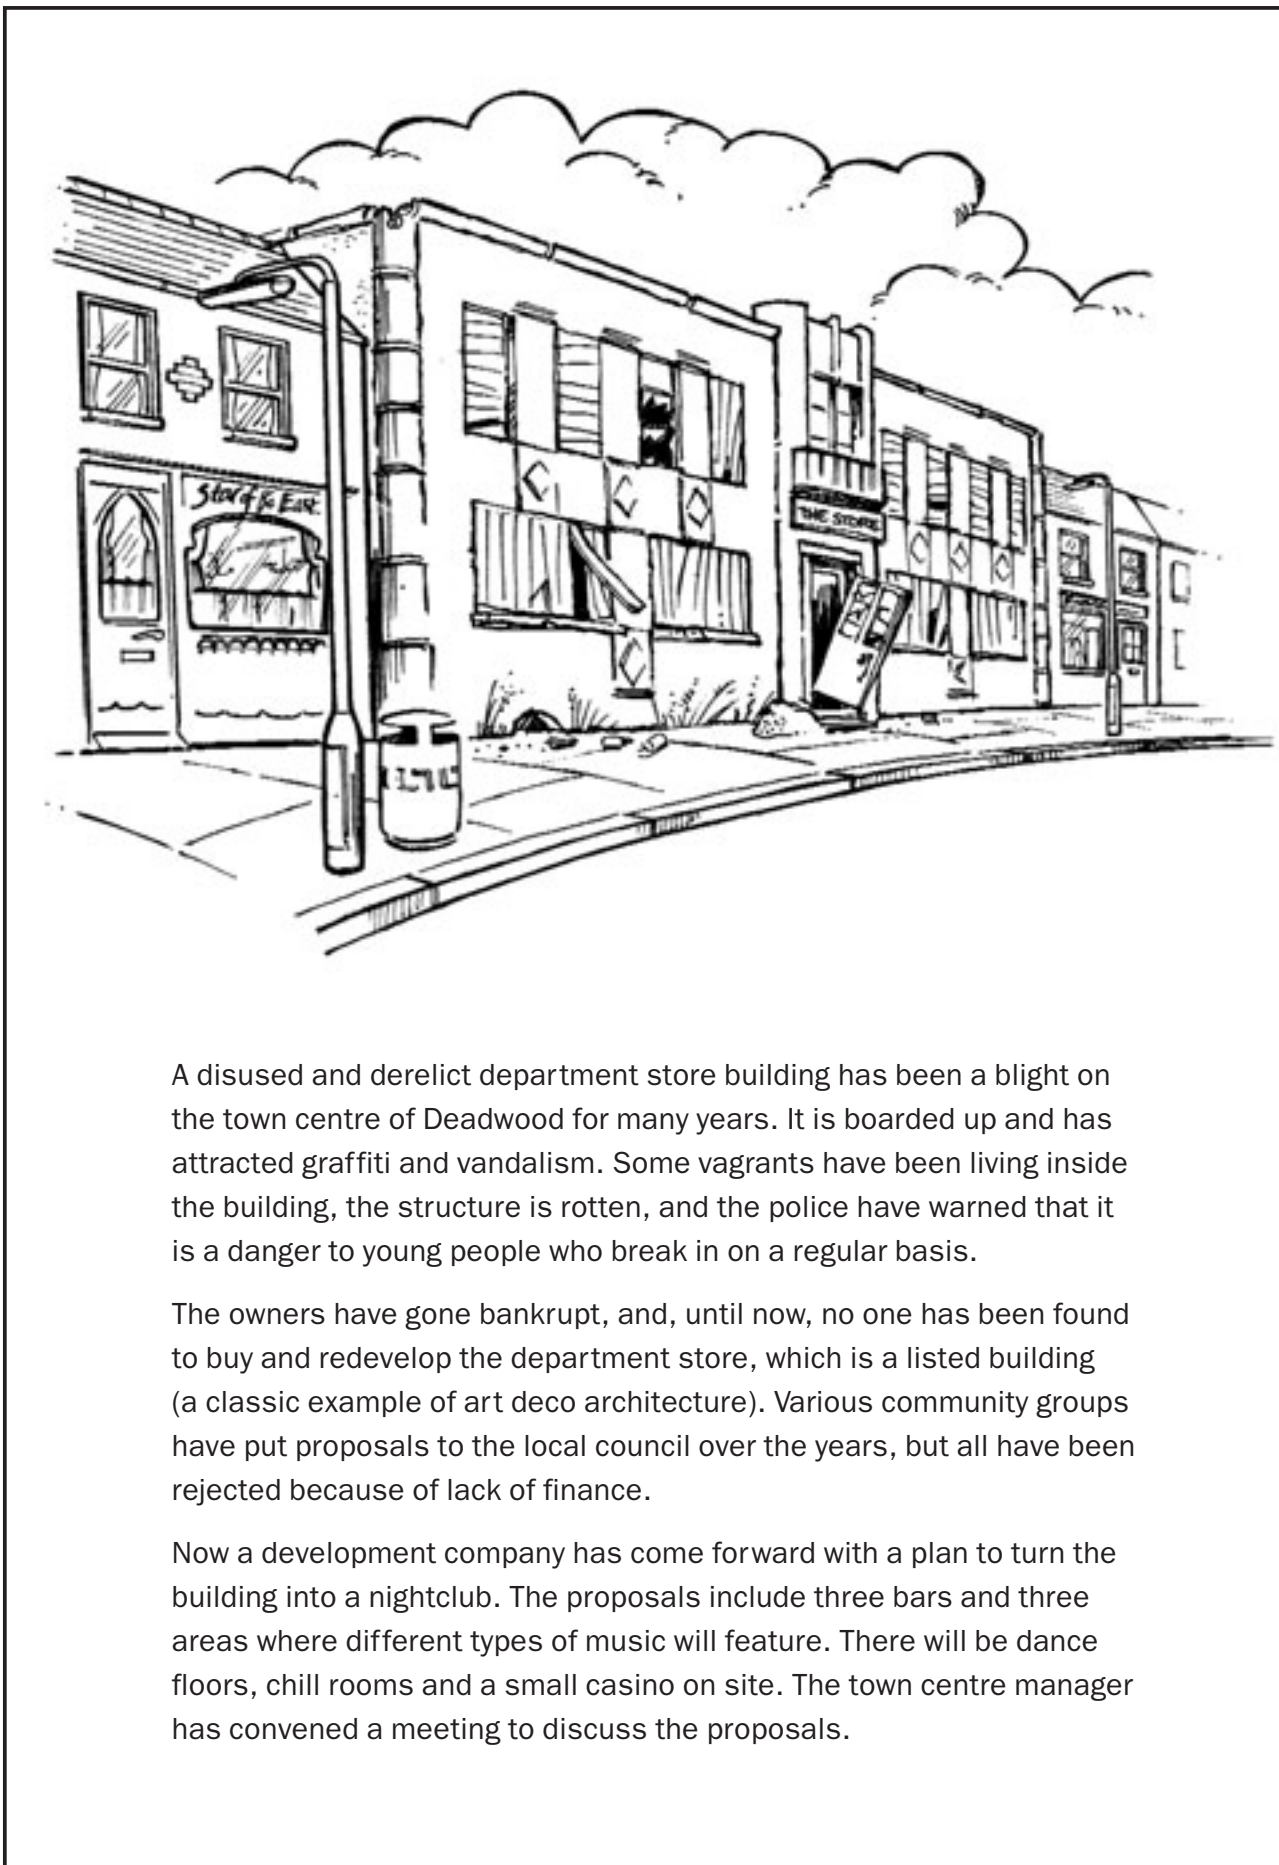 Star of the East
THE STORE
A disused and derelict department store building has been a blight on
the town centre of Deadwood for many years. It is boarded up and has
attracted graffiti and vandalism. Some vagrants have been living inside
the building, the structure is rotten, and the police have warned that it
is a danger to young people who break in on a regular basis.
The owners have gone bankrupt, and, until now, no one has been found
to buy and redevelop the department store, which is a listed building
(a classic example of art deco architecture). Various community groups
have put proposals to the local council over the years, but all have been
rejected because of lack of finance.
Now a development company has come forward with a plan to turn the
building into a nightclub. The proposals include three bars and three
areas where different types of music will feature. There will be dance
floors, chill rooms and a small casino on site. The town centre manager
has convened a meeting to discuss the proposals.